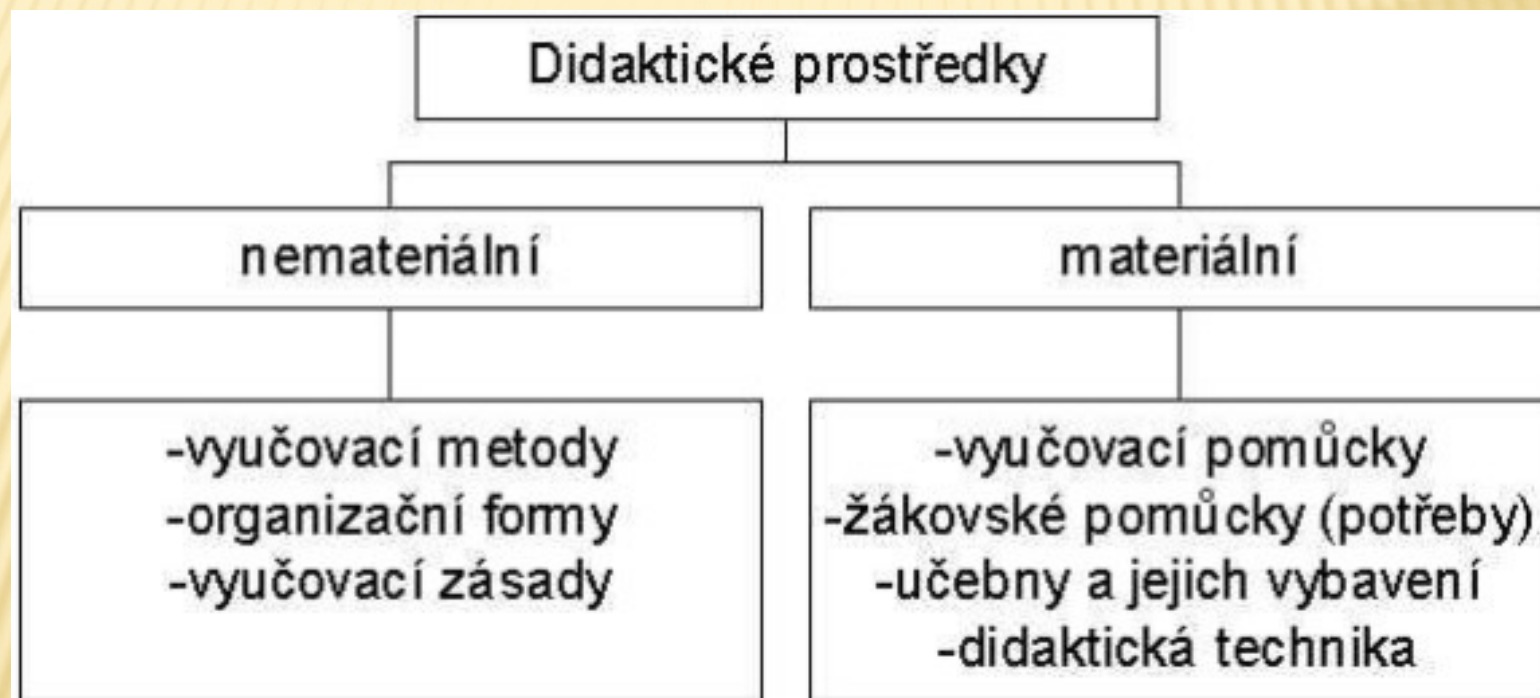 Didaktické prostředky
nemateriální
materiální
-vyučovací metody
-organizační formy
-vyučovací zásady
-vyučovací pomůcky
-žákovské pomůcky (potřeby)
-učebny a jejich vybavení
-didaktická technika